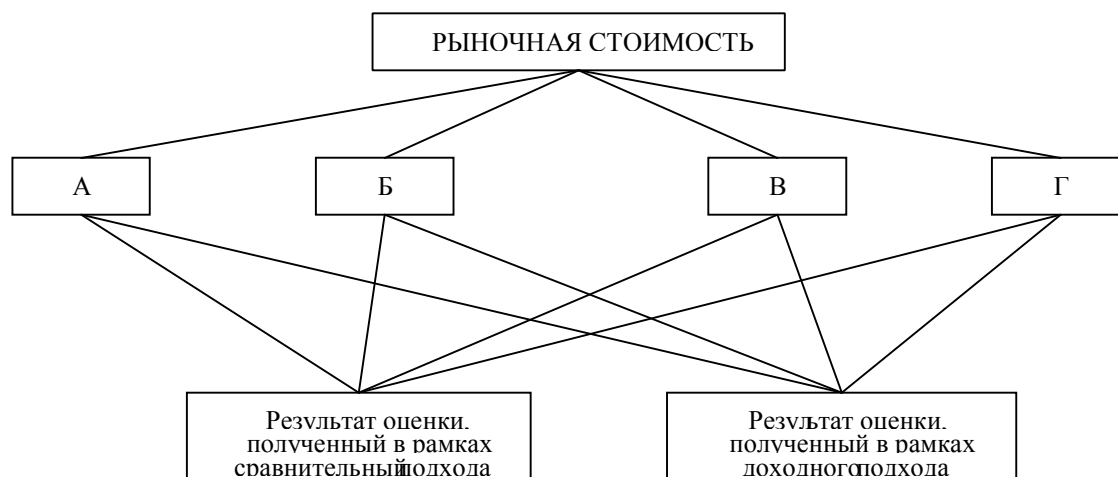 РЫНОЧНАЯ СТОИМОСТЬ
А
Б
В
Г
Результат оценки,
полученный в рамках
сравнительный подхода
Результат оценки,
полученный в рамках
доходного подхода